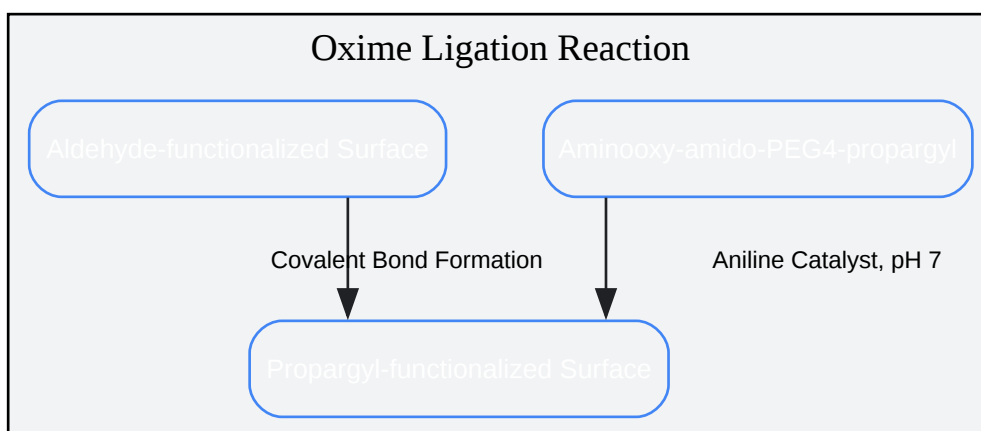 Oxime Ligation Reaction
Aldehyde-functionalized Surface
Aminooxy-amido-PEG4-propargyl
Covalent Bond Formation
Aniline Catalyst, pH 7
Propargyl-functionalized Surface